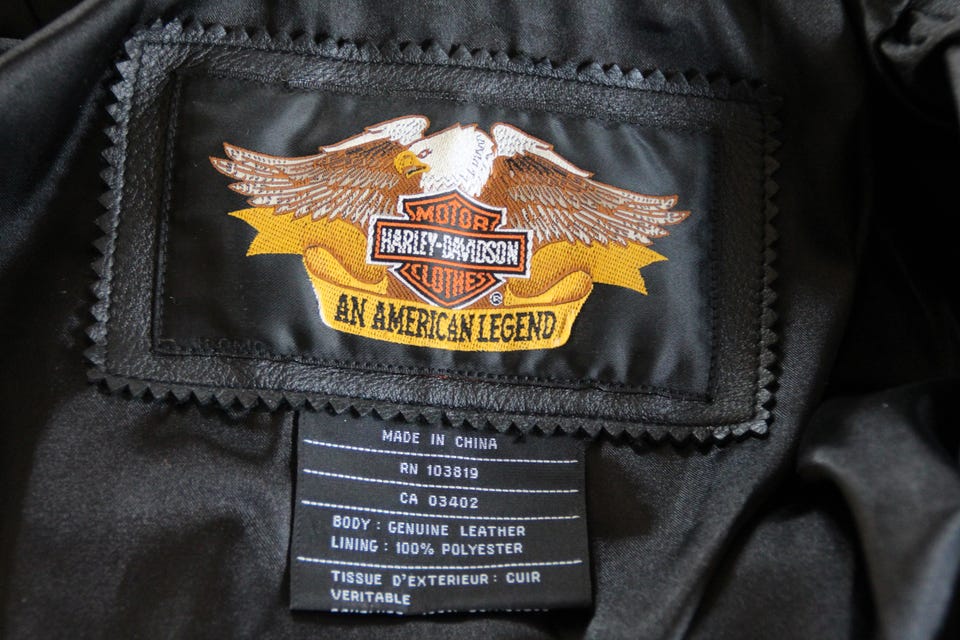 MOTOR
HARLEY-DAVIDSON
CLOTHES
®
AN AMERICAN LEGEND
MADE IN CHINA
RN 103819
CA 03402
BODY : GENUINE LEATHER
LINING : 100% POLYESTER
TISSUE D'EXTERIEUR : CUIR
VERITABLE